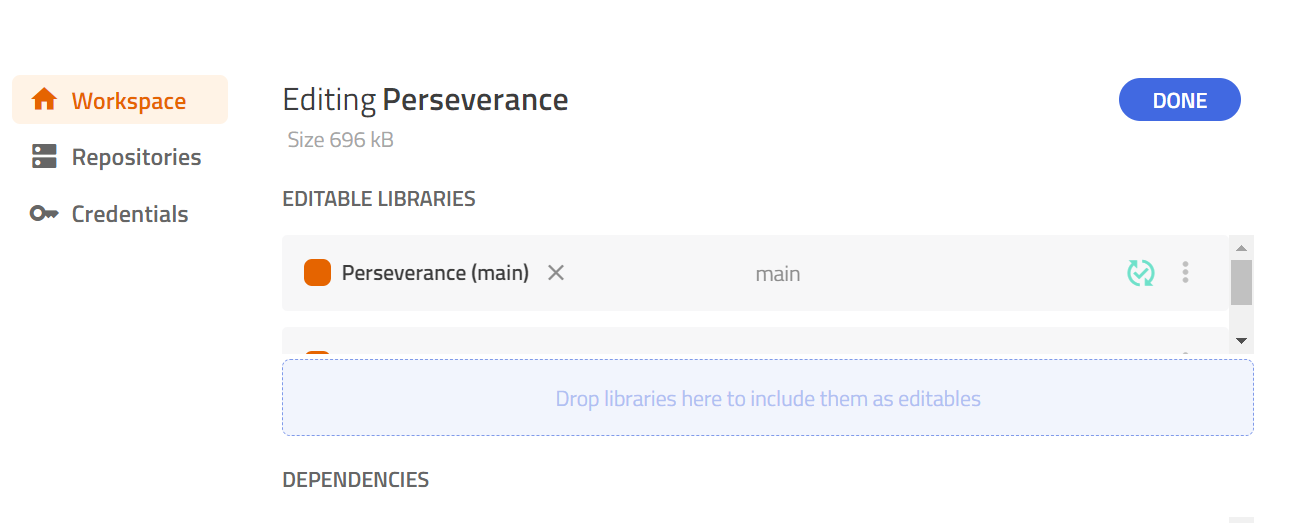 Workspace
Repositories
Credentials
Editing Perseverance
DONE
Size 696 kB
EDITABLE LIBRARIES
Perseverance (main)
main
Drop libraries here to include them as editables
DEPENDENCIES